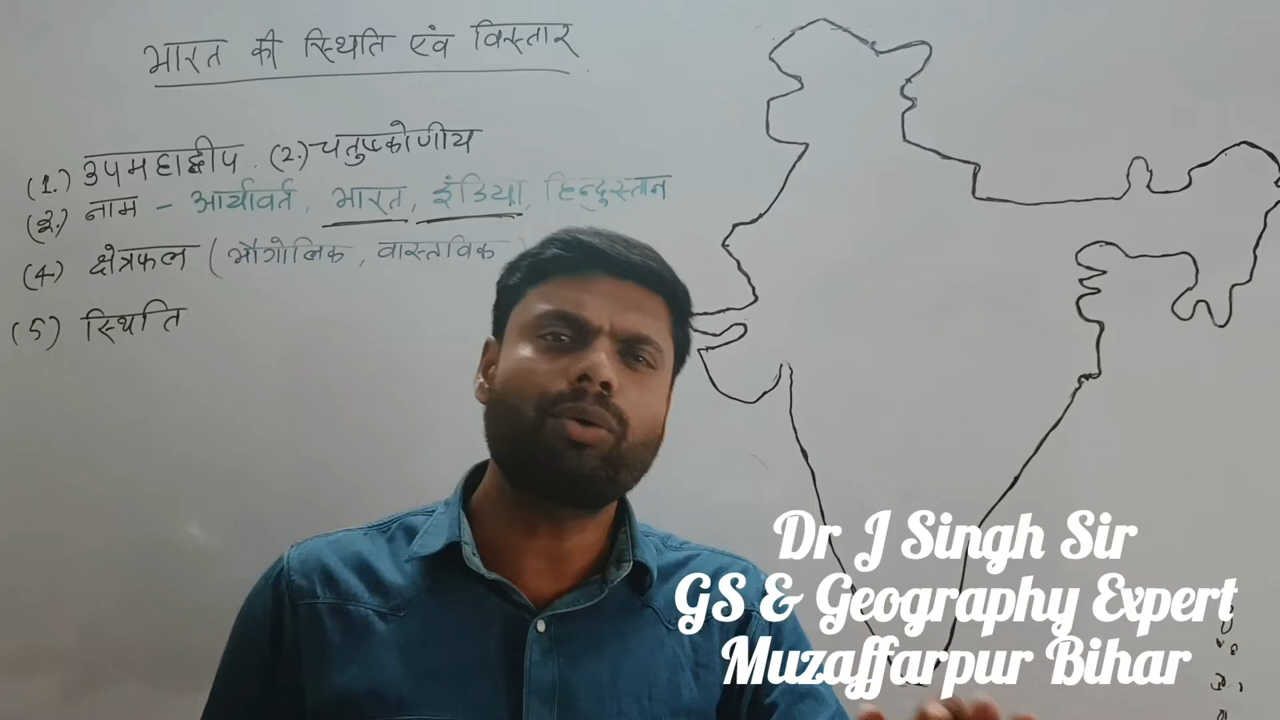 भारत की स्थिति एवं विस्तार
(1.) उपमहाद्वीप. (2.) चतुष्कोणीय
(3.) नाम - आर्यावर्त, भारत, इंडिया, हिन्दुस्तान
(4) क्षेत्रफल (भौगोलिक, वास्तविक)
(5) स्थिति
Dr J Singh Sir
GS & Geography Expert
Muzaffarpur Bihar